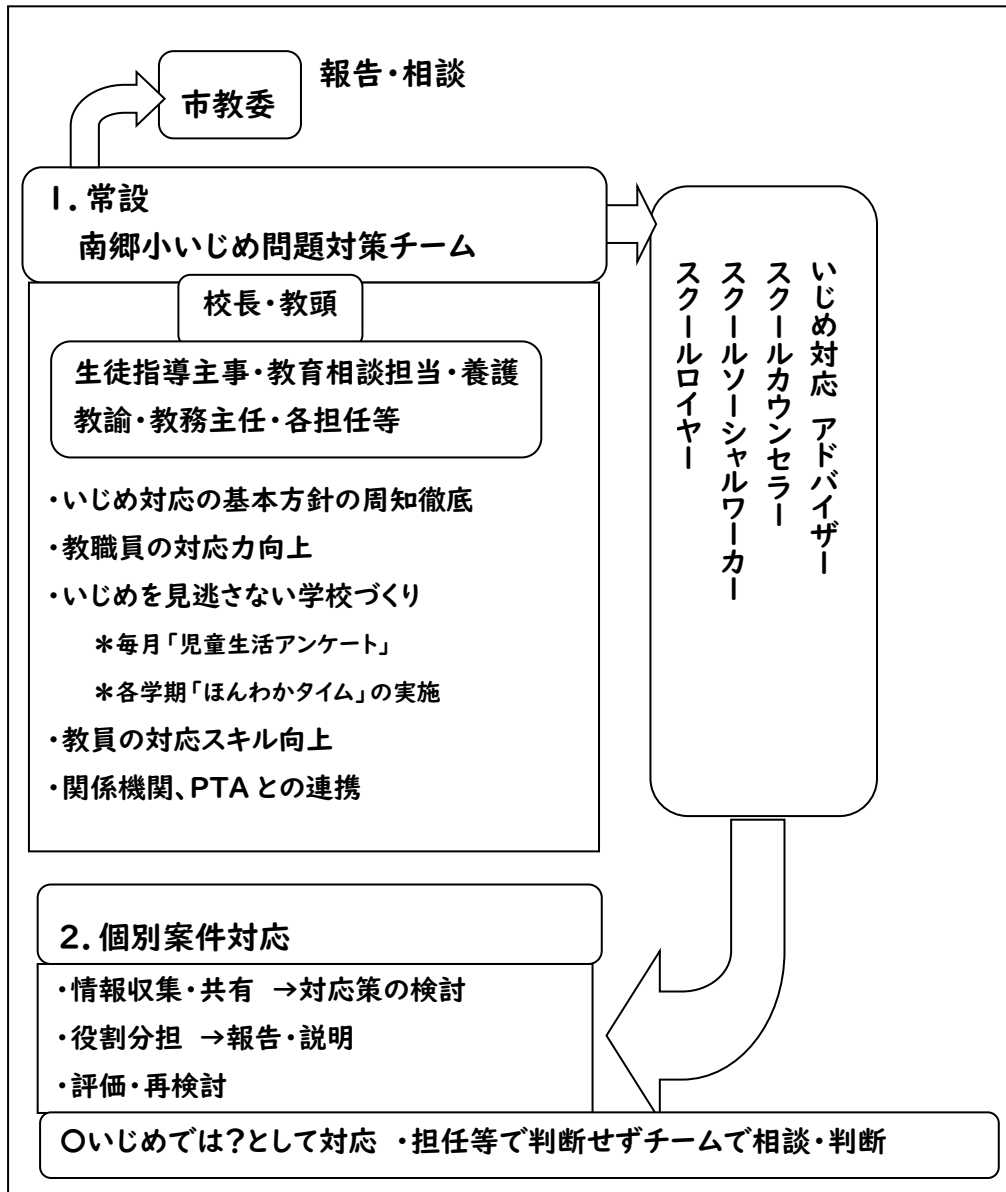 市教委
報告・相談
1．常設
南郷小いじめ問題対策チーム
校長・教頭
生徒指導主事・教育相談担当・養護
教諭・教務主任・各担任等
・いじめ対応の基本方針の周知徹底
・教職員の対応力向上
・いじめを見逃さない学校づくり
＊毎月「児童生活アンケート」
＊各学期「ほんわかタイム」の実施
・教員の対応スキル向上
・関係機関、PTAとの連携
いじめ対応 アドバイザー
スクールカウンセラー
スクールソーシャルワーカー
スクールロイヤー
2．個別案件対応
・情報収集・共有 →対応策の検討
・役割分担 →報告・説明
・評価・再検討
○いじめでは?として対応 ・担任等で判断せずチームで相談・判断